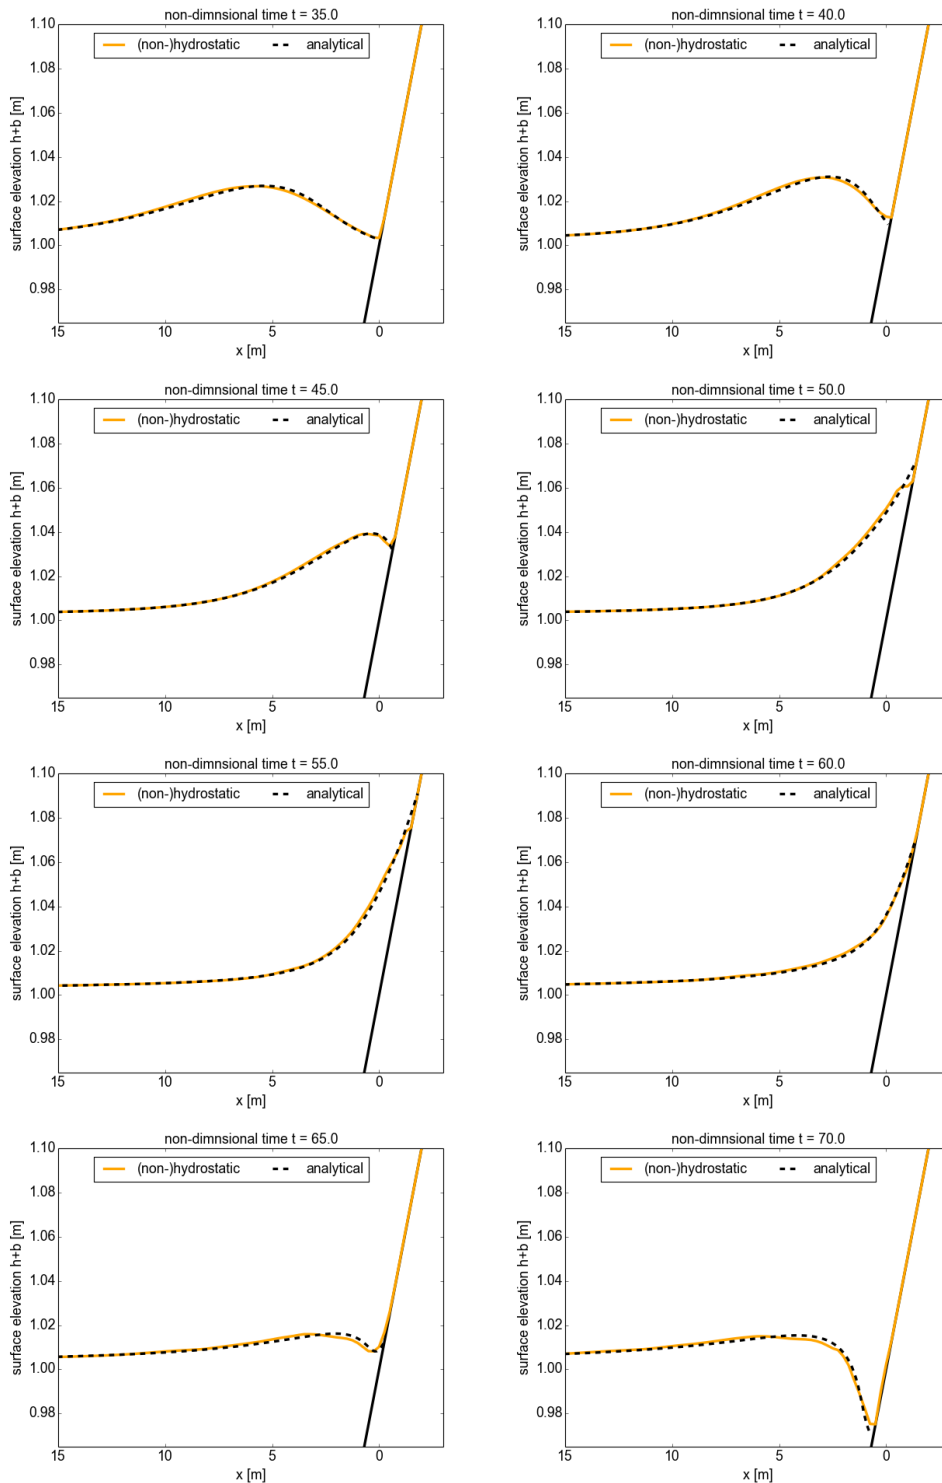 non-dimnsional time t = 35.0
(non-)hydrostatic analytical
surface elevation h+b [m]
1.10
1.08
1.06
1.04
1.02
1.00
0.98
15 10 5 0
x [m]
non-dimnsional time t = 40.0
(non-)hydrostatic analytical
surface elevation h+b [m]
1.10
1.08
1.06
1.04
1.02
1.00
0.98
15 10 5 0
x [m]
non-dimnsional time t = 45.0
(non-)hydrostatic analytical
surface elevation h+b [m]
1.10
1.08
1.06
1.04
1.02
1.00
0.98
15 10 5 0
x [m]
non-dimnsional time t = 50.0
(non-)hydrostatic analytical
surface elevation h+b [m]
1.10
1.08
1.06
1.04
1.02
1.00
0.98
15 10 5 0
x [m]
non-dimnsional time t = 55.0
(non-)hydrostatic analytical
surface elevation h+b [m]
1.10
1.08
1.06
1.04
1.02
1.00
0.98
15 10 5 0
x [m]
non-dimnsional time t = 60.0
(non-)hydrostatic analytical
surface elevation h+b [m]
1.10
1.08
1.06
1.04
1.02
1.00
0.98
15 10 5 0
x [m]
non-dimnsional time t = 65.0
(non-)hydrostatic analytical
surface elevation h+b [m]
1.10
1.08
1.06
1.04
1.02
1.00
0.98
15 10 5 0
x [m]
non-dimnsional time t = 70.0
(non-)hydrostatic analytical
surface elevation h+b [m]
1.10
1.08
1.06
1.04
1.02
1.00
0.98
15 10 5 0
x [m]